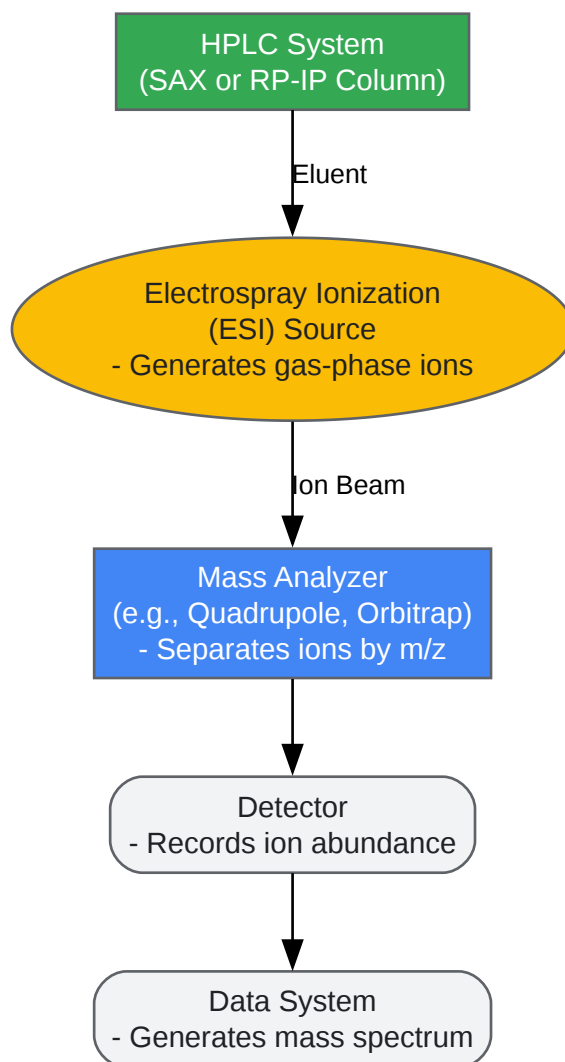 HPLC System
(SAX or RP-IP Column)
Eluent
Electrospray Ionization
(ESI) Source
- Generates gas-phase ions
Ion Beam
Mass Analyzer
(e.g., Quadrupole, Orbitrap)
- Separates ions by m/z
Detector
- Records ion abundance
Data System
- Generates mass spectrum